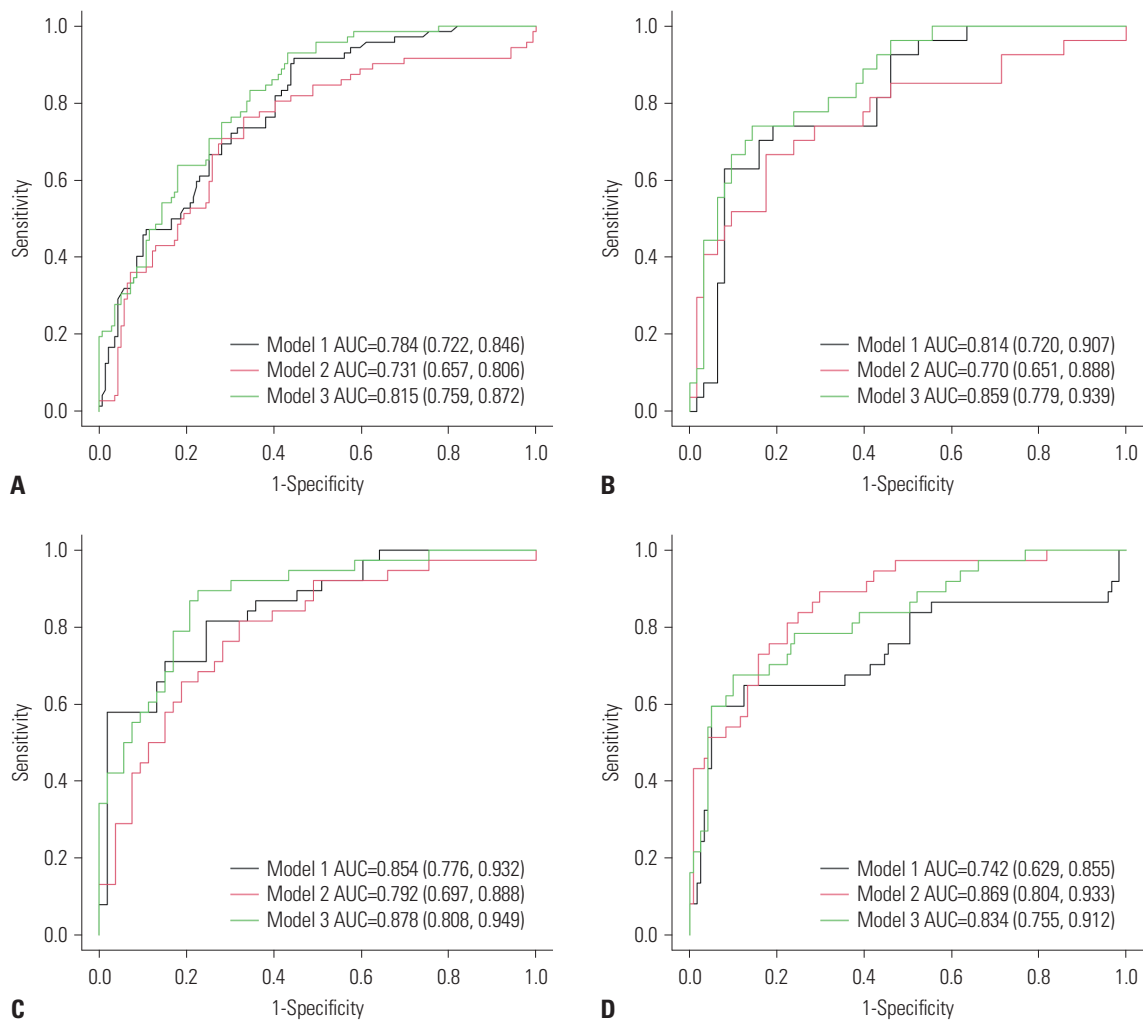 1.0
0.8
0.6
0.4
0.2
0.0
Sensitivity
Model 1 AUC=0.784 (0.722, 0.846)
Model 2 AUC=0.731 (0.657, 0.806)
Model 3 AUC=0.815 (0.759, 0.872)
0.0 0.2 0.4 0.6 0.8 1.0
1-Specificity
A
1.0
0.8
0.6
0.4
0.2
0.0
Sensitivity
Model 1 AUC=0.814 (0.720, 0.907)
Model 2 AUC=0.770 (0.651, 0.888)
Model 3 AUC=0.859 (0.779, 0.939)
0.0 0.2 0.4 0.6 0.8 1.0
1-Specificity
B
1.0
0.8
0.6
0.4
0.2
0.0
Sensitivity
Model 1 AUC=0.854 (0.776, 0.932)
Model 2 AUC=0.792 (0.697, 0.888)
Model 3 AUC=0.878 (0.808, 0.949)
0.0 0.2 0.4 0.6 0.8 1.0
1-Specificity
C
1.0
0.8
0.6
0.4
0.2
0.0
Sensitivity
Model 1 AUC=0.742 (0.629, 0.855)
Model 2 AUC=0.869 (0.804, 0.933)
Model 3 AUC=0.834 (0.755, 0.912)
0.0 0.2 0.4 0.6 0.8 1.0
1-Specificity
D